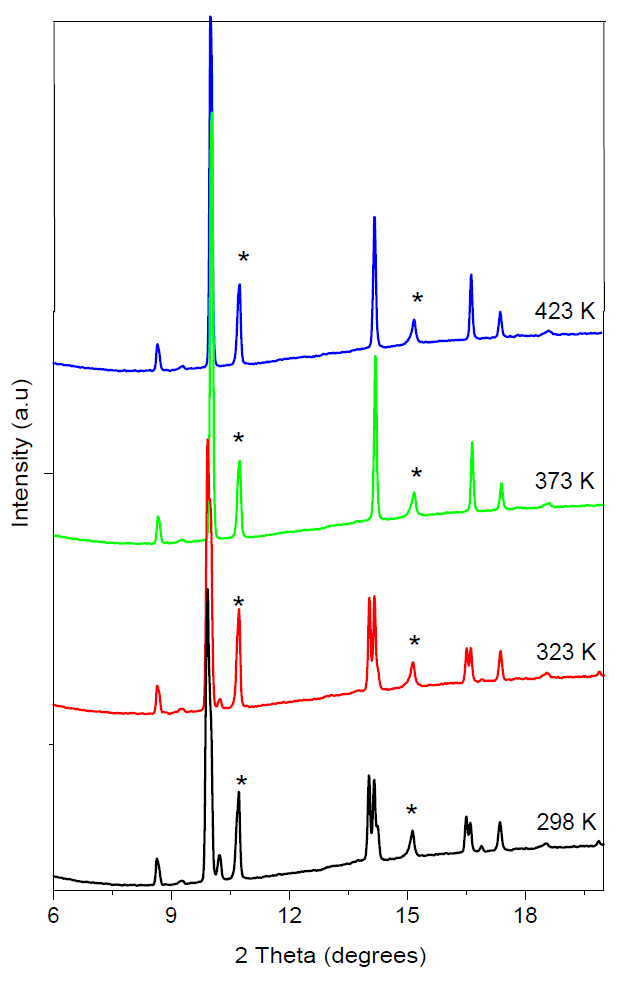 *
*
423 K
*
*
373 K
*
*
323 K
*
*
298 K
Intensity (a.u)
6 9 12 15 18
2 Theta (degrees)